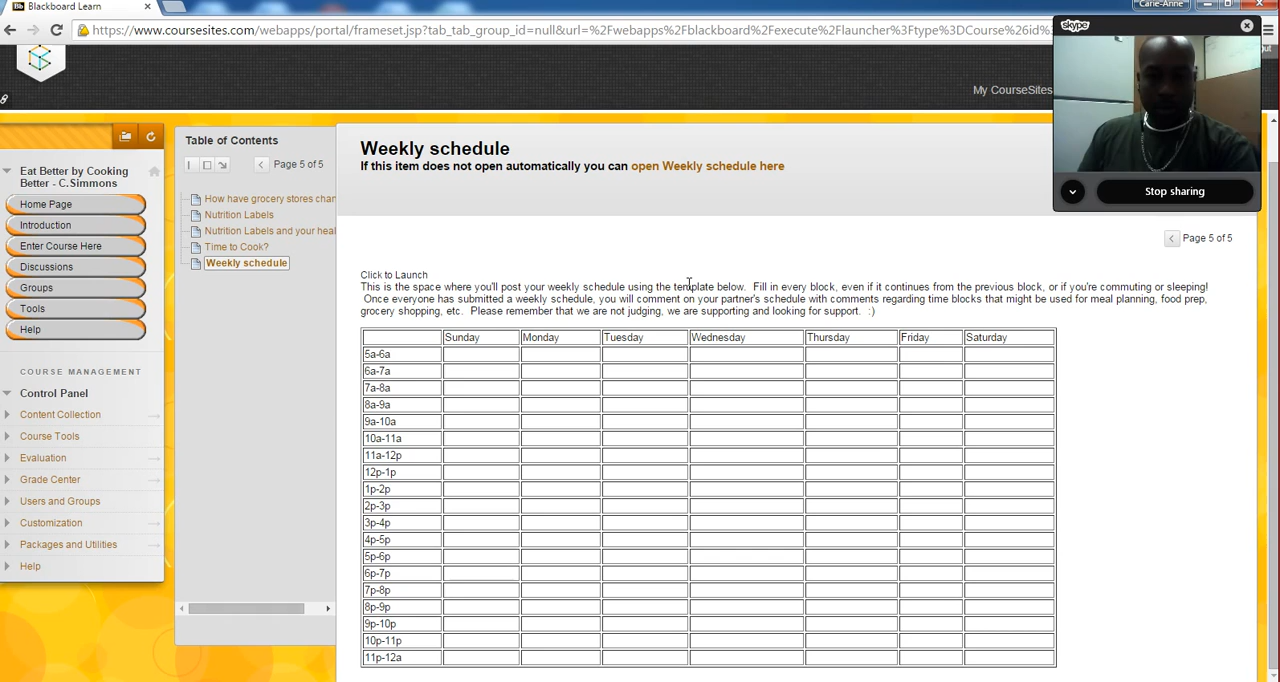 Blackboard Learn
Carie-Anne
https://www.coursesites.com/webapps/portal/frameset.jsp?tab_tab_group_id=null&url=%2Fwebapps%2Fblackboard%2Fexecute%2Flauncher%3Ftype%3DCourse%26id%3
skype
My CourseSites
Stop sharing
Table of Contents
Page 5 of 5
How have grocery stores chan
Nutrition Labels
Nutrition Labels and your heal
Time to Cook?
Weekly schedule
Eat Better by Cooking
Better - C.Simmons
Home Page
Introduction
Enter Course Here
Discussions
Groups
Tools
Help
COURSE MANAGEMENT
Control Panel
Content Collection
Course Tools
Evaluation
Grade Center
Users and Groups
Customization
Packages and Utilities
Help
Weekly schedule
If this item does not open automatically you can open Weekly schedule here
Page 5 of 5
Click to Launch
This is the space where you'll post your weekly schedule using the template below. Fill in every block, even if it continues from the previous block, or if you're commuting or sleeping!
Once everyone has submitted a weekly schedule, you will comment on your partner's schedule with comments regarding time blocks that might be used for meal planning, food prep,
grocery shopping, etc. Please remember that we are not judging, we are supporting and looking for support. :)
Sunday Monday Tuesday Wednesday Thursday Friday Saturday
5a-6a
6a-7a
7a-8a
8a-9a
9a-10a
10a-11a
11a-12p
12p-1p
1p-2p
2p-3p
3p-4p
4p-5p
5p-6p
6p-7p
7p-8p
8p-9p
9p-10p
10p-11p
11p-12a